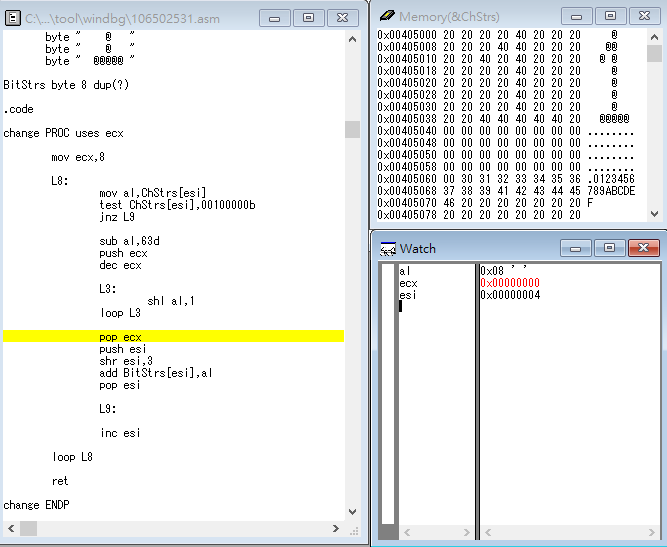 C:\...\tool\windbg\106502531.asm
byte "    @   "
byte "    @   "
byte "  @@@@@ "
BitStrs byte 8 dup(?)
.code
change PROC uses ecx
mov ecx,8
L8:
mov al,ChStrs[esi]
test ChStrs[esi],00100000b
jnz L9
sub al,63d
push ecx
dec ecx
L3:
shl al,1
loop L3
pop ecx
push esi
shr esi,3
add BitStrs[esi],al
pop esi
L9:
inc esi
loop L8
ret
change ENDP
Memory(&ChStrs)
0x00405000 20 20 20 20 40 20 20 20     @
0x00405008 20 20 20 40 40 20 20 20    @@
0x00405010 20 20 40 20 40 20 20 20   @ @
0x00405018 20 20 20 20 40 20 20 20     @
0x00405020 20 20 20 20 40 20 20 20     @
0x00405028 20 20 20 20 40 20 20 20     @
0x00405030 20 20 20 20 40 20 20 20     @
0x00405038 20 20 40 40 40 40 40 20   @@@@@
0x00405040 00 00 00 00 00 00 00 00 ........
0x00405048 00 00 00 00 00 00 00 00 ........
0x00405050 00 00 00 00 00 00 00 00 ........
0x00405058 00 00 00 00 00 00 00 00 ........
0x00405060 00 30 31 32 33 34 35 36 .0123456
0x00405068 37 38 39 41 42 43 44 45 789ABCDE
0x00405070 46 20 20 20 20 20 20 20 F
0x00405078 20 20 20 20 20 20 20 20
Watch
al 0x08 ' '
ecx 0x00000000
esi 0x00000004